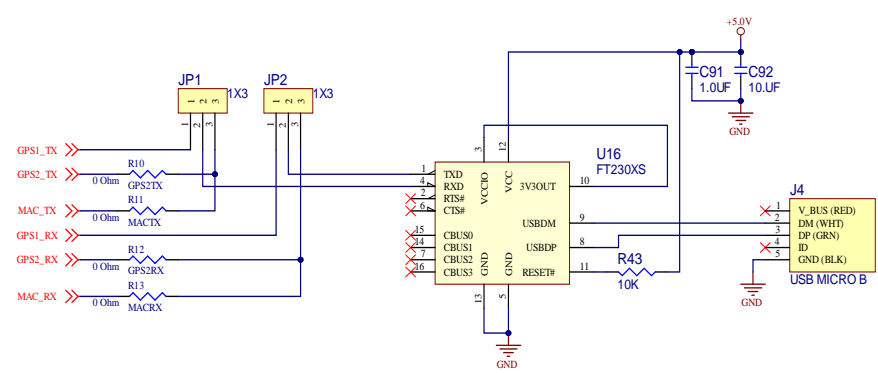 +5.0V
C91
1.0UF
C92
10.UF
GND
JP1
1X3
1 2 3
1 2 3
JP2
1X3
1 2 3
1 2 3
GPS1_TX
GPS2_TX
0 Ohm
R10
GPS2TX
MAC_TX
0 Ohm
R11
MACTX
GPS1_RX
GPS2_RX
0 Ohm
R12
GPS2RX
MAC_RX
0 Ohm
R13
MACRX
U16
FT230XS
3
12
VCCIO
VCC
1 TXD
4 RXD
2 RTS#
6 CTS#
15 CBUS0
14 CBUS1
7 CBUS2
16 CBUS3
3V3OUT 10
USBDM 9
USBDP 8
RESET# 11
GND
GND
13
5
GND
R43
10K
J4
1 V_BUS (RED)
2 DM (WHT)
3 DP (GRN)
4 ID
5 GND (BLK)
USB MICRO B
GND